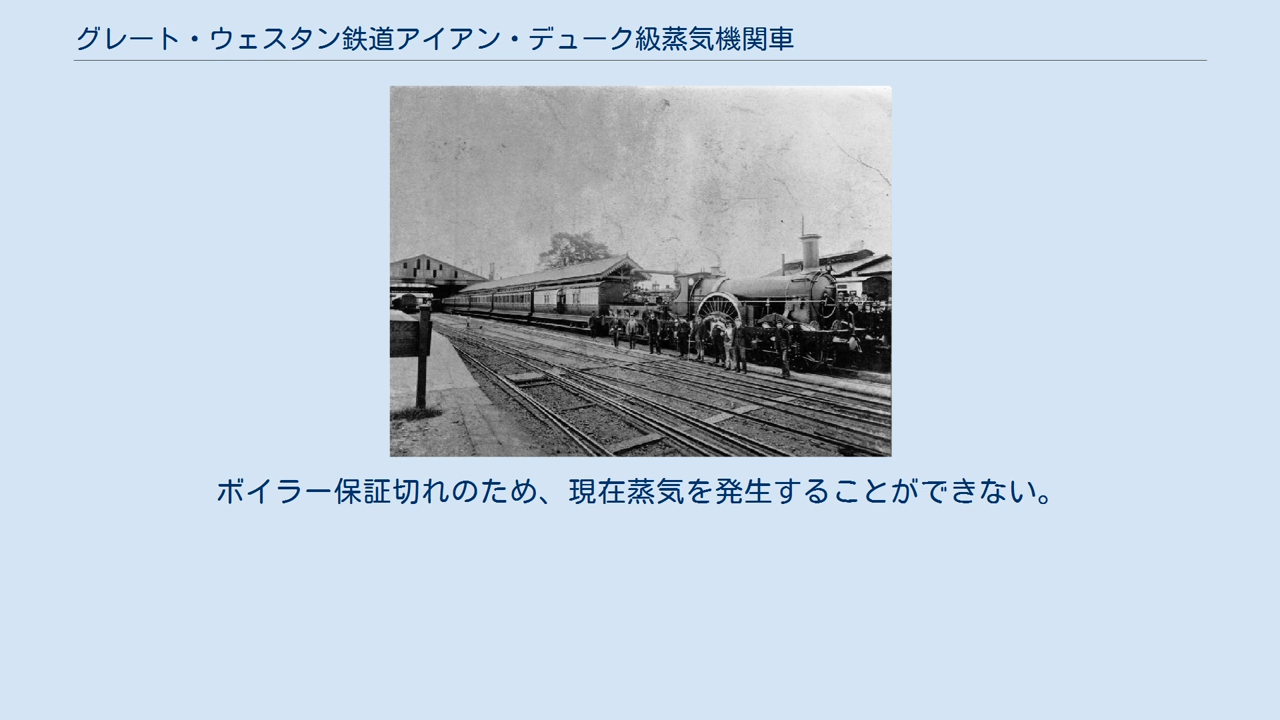 グレート・ウェスタン鉄道アイアン・デューク級蒸気機関車
ボイラー保証切れのため、現在蒸気を発生することができない。